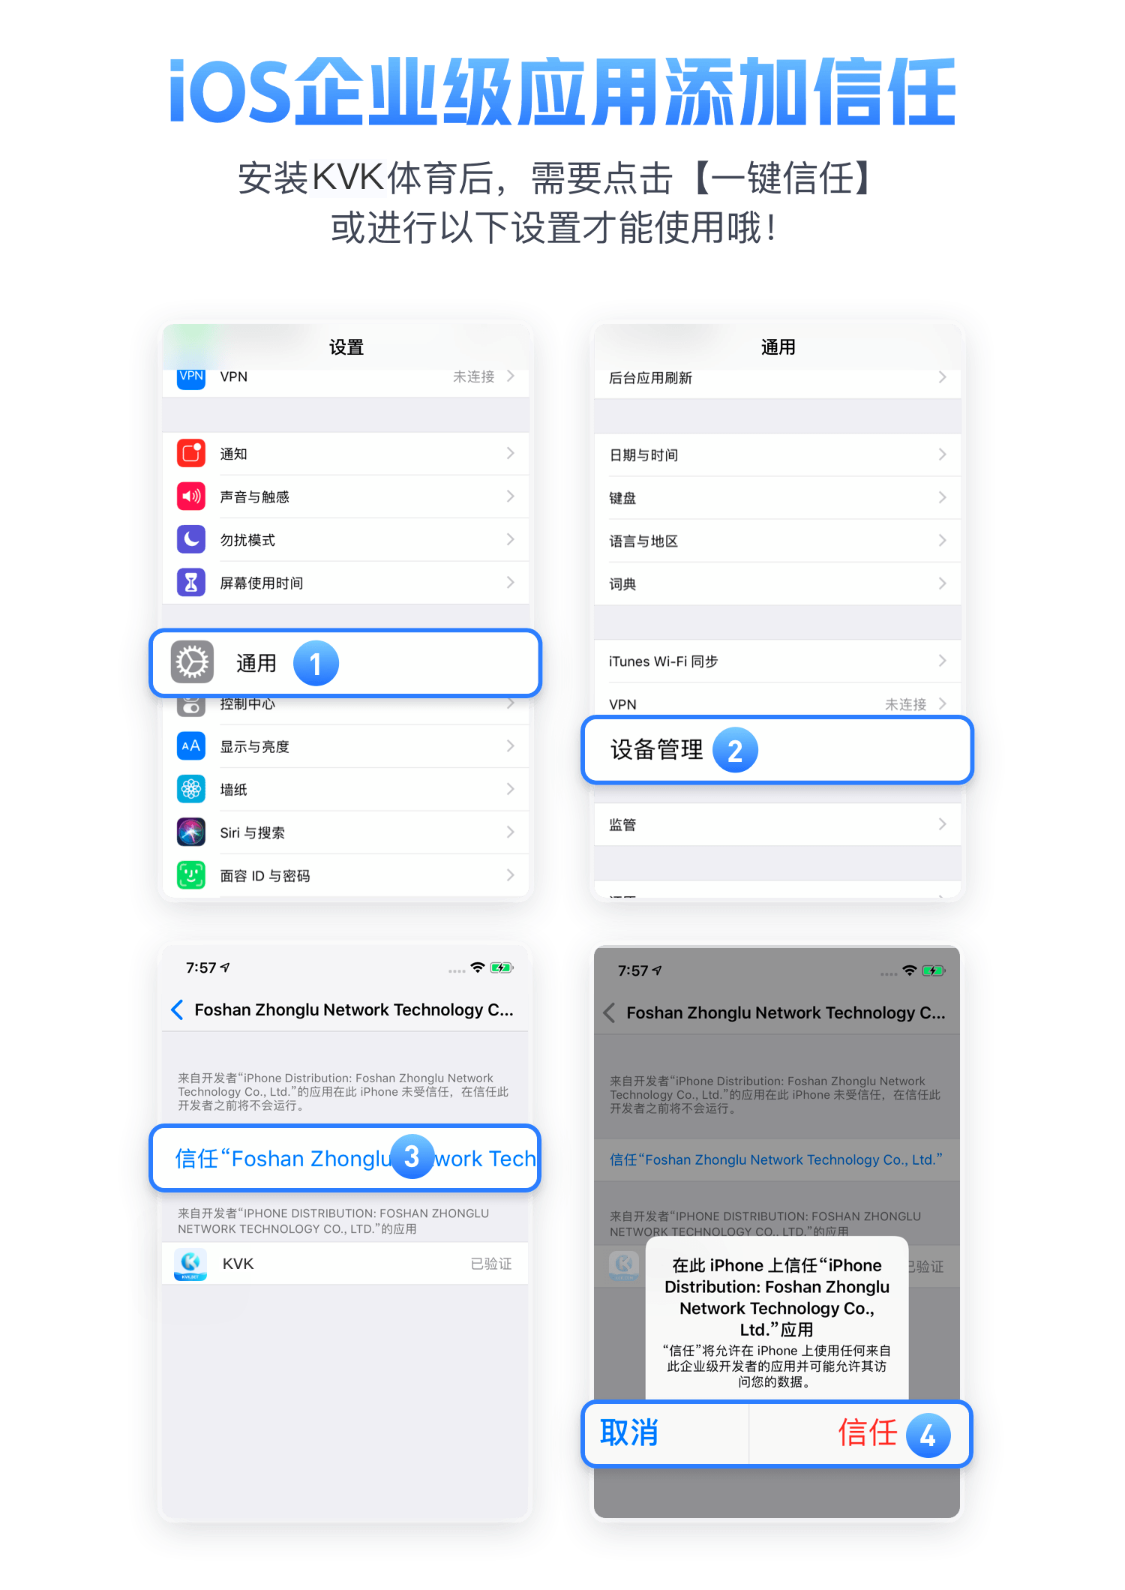 iOS企业级应用添加信任
安装KVK体育后，需要点击【一键信任】
或进行以下设置才能使用哦！
设置
VPN VPN 未连接
通知
声音与触感
勿扰模式
屏幕使用时间
通用 1
控制中心
AA 显示与亮度
墙纸
Siri 与搜索
面容 ID 与密码
通用
后台应用刷新
日期与时间
键盘
语言与地区
词典
iTunes Wi-Fi 同步
VPN 未连接
设备管理 2
监管
7:57
Foshan Zhonglu Network Technology C...
来自开发者“iPhone Distribution: Foshan Zhonglu Network
Technology Co., Ltd.”的应用在此 iPhone 未受信任，在信任此
开发者之前将不会运行。
信任“Foshan Zhonglu 3 work Tech
来自开发者“IPHONE DISTRIBUTION: FOSHAN ZHONGLU
NETWORK TECHNOLOGY CO., LTD.”的应用
KVK 已验证
7:57
Foshan Zhonglu Network Technology C...
来自开发者“iPhone Distribution: Foshan Zhonglu Network
Technology Co., Ltd.”的应用在此 iPhone 未受信任，在信任此
开发者之前将不会运行。
信任“Foshan Zhonglu Network Technology Co., Ltd.”
来自开发者“IPHONE DISTRIBUTION: FOSHAN ZHONGLU
NETWORK TECHNOLOGY CO., LTD.”的应用
已验证
在此 iPhone 上信任“iPhone
Distribution: Foshan Zhonglu
Network Technology Co.,
Ltd.”应用
“信任”将允许在 iPhone 上使用任何来自
此企业级开发者的应用并可能允许其访
问您的数据。
取消 信任 4